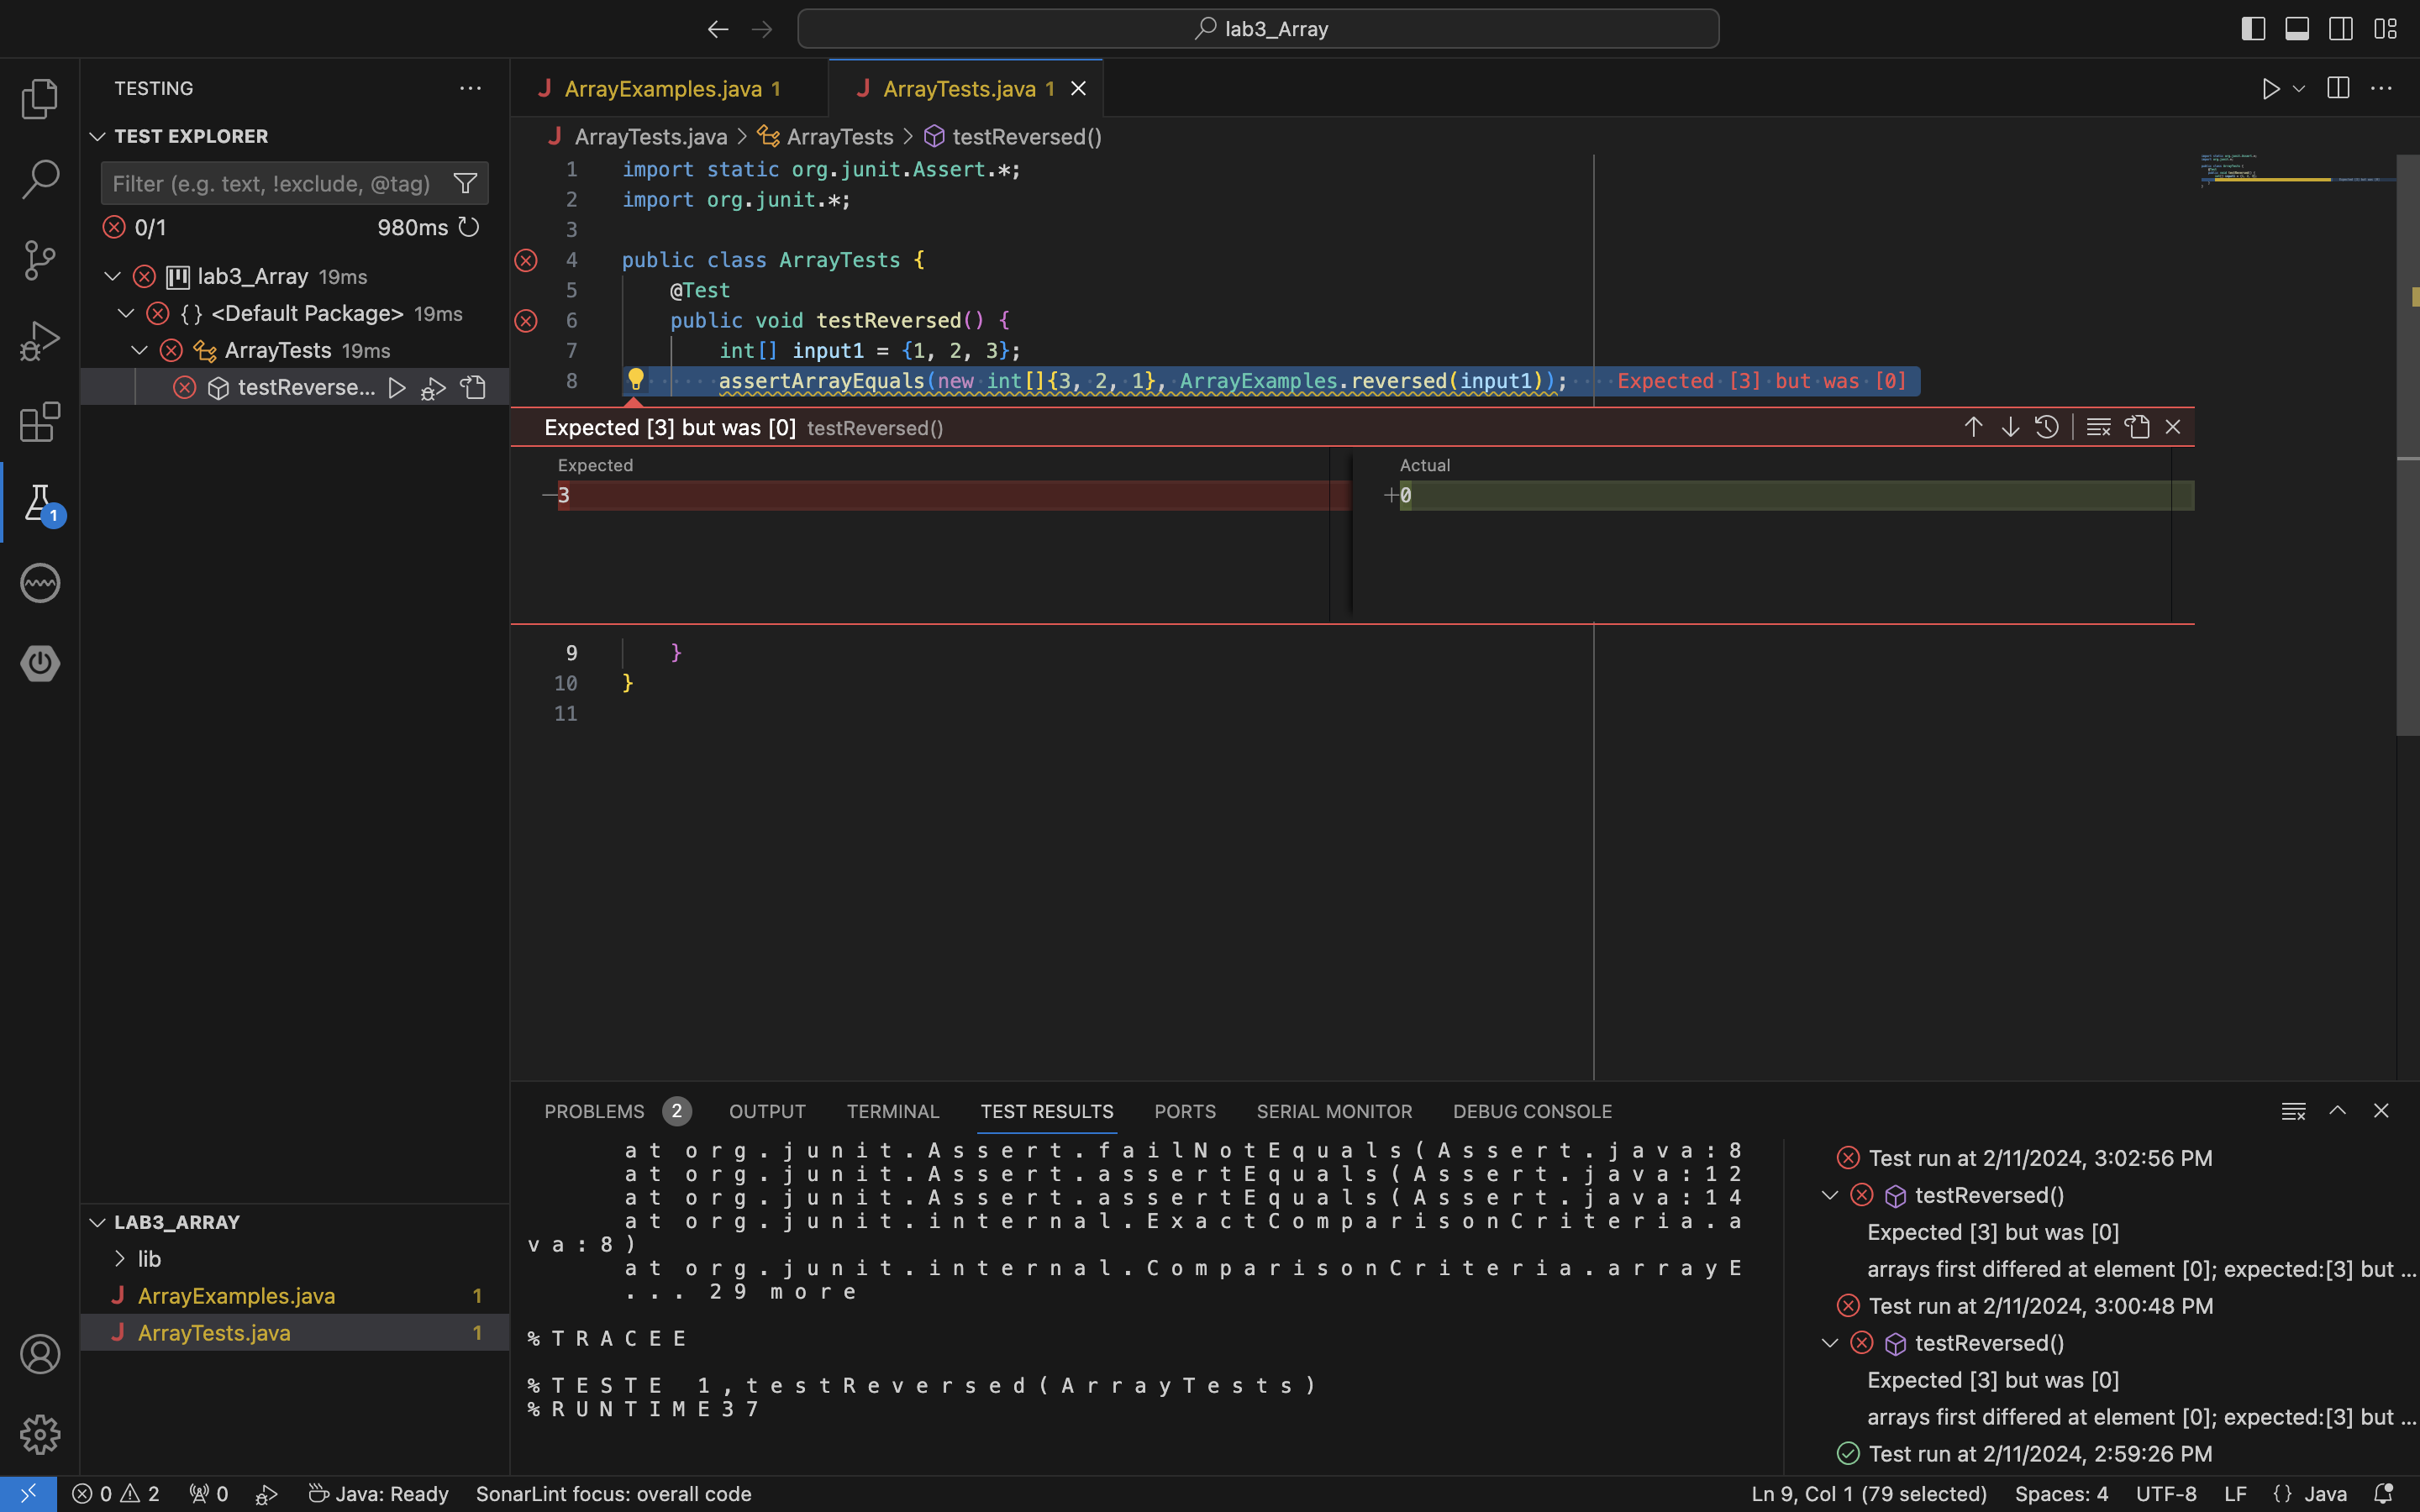 lab3_Array
TESTING
TEST EXPLORER
Filter (e.g. text, !exclude, @tag)
0/1 980ms
lab3_Array 19ms
{} <Default Package> 19ms
ArrayTests 19ms
testReverse...
1
LAB3_ARRAY
lib
J ArrayExamples.java 1
J ArrayTests.java 1
J ArrayExamples.java 1
J ArrayTests.java 1
J ArrayTests.java > ArrayTests > testReversed()
1 import static org.junit.Assert.*;
2 import org.junit.*;
3
4 public class ArrayTests {
5 @Test
6 public void testReversed() {
7 int[] input1 = {1, 2, 3};
8 assertArrayEquals(new int[]{3, 2, 1}, ArrayExamples.reversed(input1)); Expected [3] but was [0]
Expected [3] but was [0] testReversed()
Expected Actual
3 0
9 }
10 }
11
PROBLEMS 2 OUTPUT TERMINAL TEST RESULTS PORTS SERIAL MONITOR DEBUG CONSOLE
at org.junit.Assert.failNotEquals(Assert.java:8
at org.junit.Assert.assertEquals(Assert.java:12
at org.junit.Assert.assertEquals(Assert.java:14
at org.junit.internal.ExactComparisonCriteria.a
va:8)
at org.junit.internal.ComparisonCriteria.arrayE
... 29 more
%TRACEE
%TESTE 1,testReversed(ArrayTests)
%RUNTIME37
Test run at 2/11/2024, 3:02:56 PM
testReversed()
Expected [3] but was [0]
arrays first differed at element [0]; expected:[3] but ...
Test run at 2/11/2024, 3:00:48 PM
testReversed()
Expected [3] but was [0]
arrays first differed at element [0]; expected:[3] but ...
Test run at 2/11/2024, 2:59:26 PM
0 2 0 Java: Ready SonarLint focus: overall code Ln 9, Col 1 (79 selected) Spaces: 4 UTF-8 LF {} Java